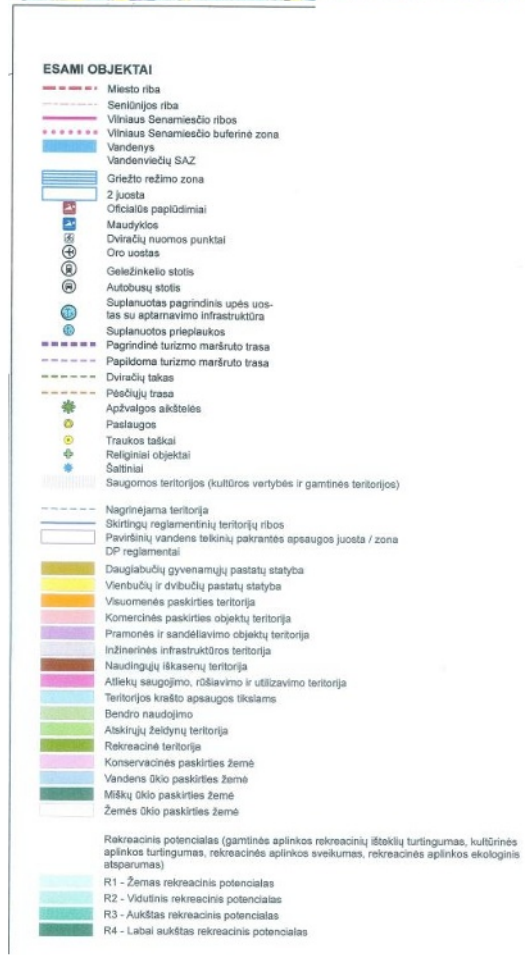 ESAMI OBJEKTAI
Miesto riba
Seniūnijos riba
Vilniaus Senamiesčio ribos
Vilniaus Senamiesčio buferinė zona
Vandenys
Vandenviečių SAZ
Griežto režimo zona
2 juosta
Oficialūs paplūdimiai
Maudyklos
Dviračių nuomos punktai
Oro uostas
Geležinkelio stotis
Autobusų stotis
Suplanuotas pagrindinis upės uos-
tas su aptarnavimo infrastruktūra
Suplanuotos prieplaukos
Pagrindinė turizmo maršruto trasa
Papildoma turizmo maršruto trasa
Dviračių takas
Pėsčiųjų trasa
Apžvalgos aikštelės
Paslaugos
Traukos taškai
Religiniai objektai
Šaltiniai
Saugomos teritorijos (kultūros vertybės ir gamtinės teritorijos)
Nagrinėjama teritorija
Skirtingų reglamentinių teritorijų ribos
Paviršinių vandens telkinių pakrantės apsaugos juosta / zona
DP reglamentai
Daugiabučių gyvenamųjų pastatų statyba
Vienbučių ir dvibučių pastatų statyba
Visuomenės paskirties teritorija
Komercinės paskirties objektų teritorija
Pramonės ir sandėliavimo objektų teritorija
Inžinerinės infrastruktūros teritorija
Naudingųjų iškasenų teritorija
Atliekų saugojimo, rūšiavimo ir utilizavimo teritorija
Teritorijos krašto apsaugos tikslams
Bendro naudojimo
Atskirųjų želdynų teritorija
Rekreacinė teritorija
Konservacinės paskirties žemė
Vandens ūkio paskirties žemė
Miškų ūkio paskirties žemė
Žemės ūkio paskirties žemė
Rekreacinis potencialas (gamtinės aplinkos rekreacinių išteklių turtingumas, kultūrinės
aplinkos turtingumas, rekreacinės aplinkos sveikumas, rekreacinės aplinkos ekologinis
atsparumas)
R1 - Žemas rekreacinis potencialas
R2 - Vidutinis rekreacinis potencialas
R3 - Aukštas rekreacinis potencialas
R4 - Labai aukštas rekreacinis potencialas